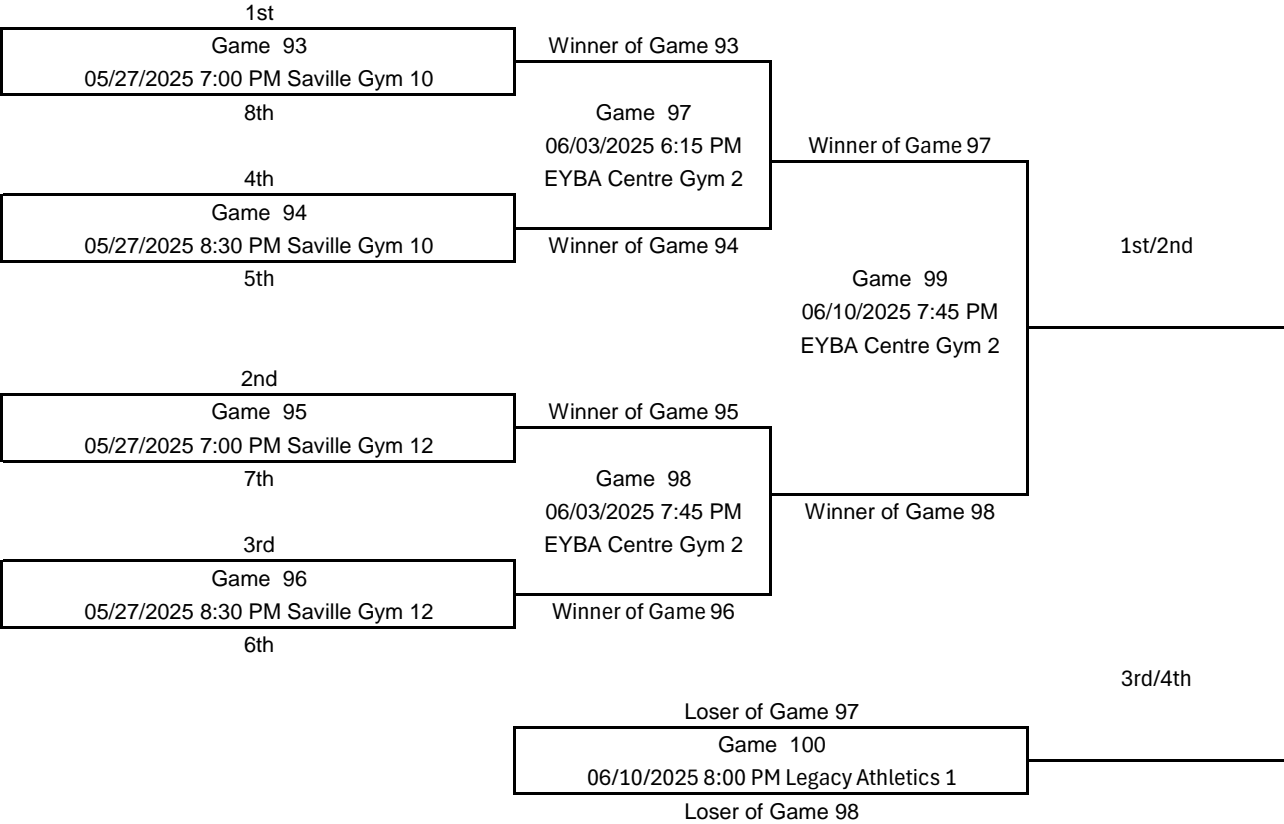 1st
Game 93
05/27/2025 7:00 PM Saville Gym 10
8th
4th
Game 94
05/27/2025 8:30 PM Saville Gym 10
5th
2nd
Game 95
05/27/2025 7:00 PM Saville Gym 12
7th
3rd
Game 96
05/27/2025 8:30 PM Saville Gym 12
6th
Winner of Game 93
Game 97
06/03/2025 6:15 PM
EYBA Centre Gym 2
Winner of Game 94
Winner of Game 95
Game 98
06/03/2025 7:45 PM
EYBA Centre Gym 2
Winner of Game 96
Winner of Game 97
Game 99
06/10/2025 7:45 PM
EYBA Centre Gym 2
Winner of Game 98
1st/2nd
Loser of Game 97
Game 100
06/10/2025 8:00 PM Legacy Athletics 1
Loser of Game 98
3rd/4th